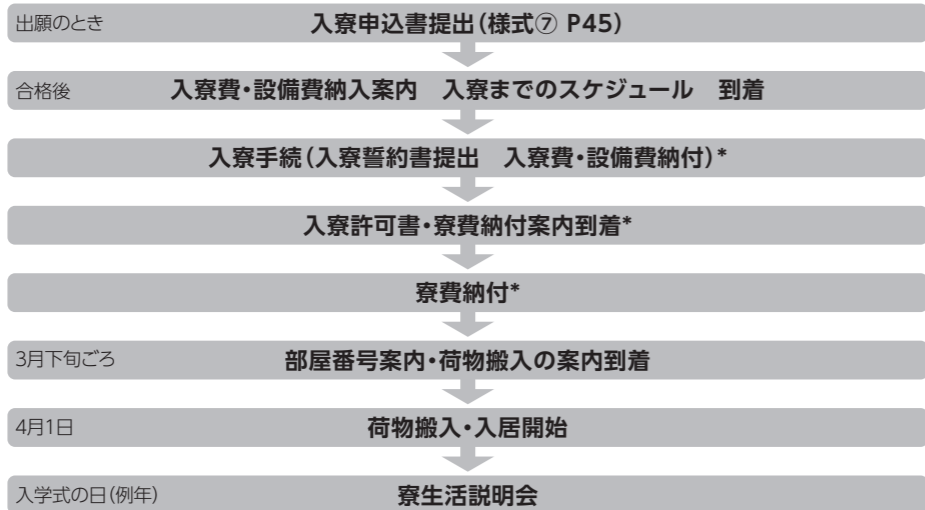 出願のとき 入寮申込書提出(様式⑦ P45)
合格後 入寮費・設備費納入案内 入寮までのスケジュール 到着
入寮手続(入寮誓約書提出 入寮費・設備費納付)*
入寮許可書・寮費納付案内到着*
寮費納付*
3月下旬ごろ 部屋番号案内・荷物搬入の案内到着
4月1日 荷物搬入・入居開始
入学式の日(例年) 寮生活説明会